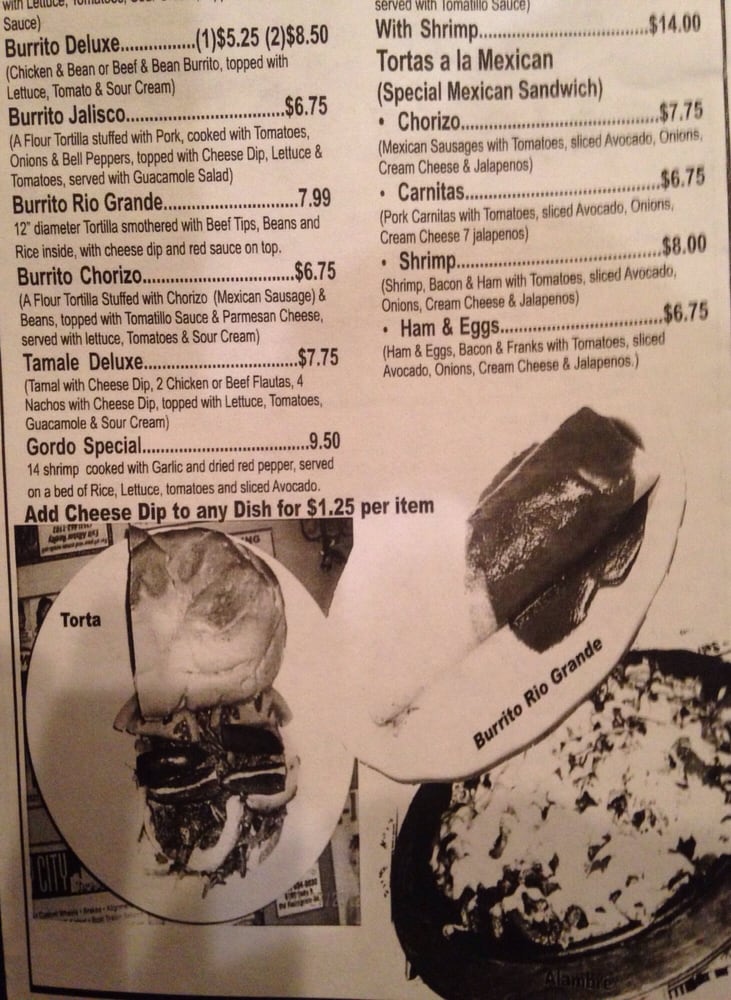 with Lettuce, Tomatoes, Sour
Sauce)
Burrito Deluxe...............(1)$5.25 (2)$8.50
(Chicken & Bean or Beef & Bean Burrito, topped with
Lettuce, Tomato & Sour Cream)
Burrito Jalisco..............................$6.75
(A Flour Tortilla stuffed with Pork, cooked with Tomatoes,
Onions & Bell Peppers, topped with Cheese Dip, Lettuce &
Tomatoes, served with Guacamole Salad)
Burrito Rio Grande.........................7.99
12" diameter Tortilla smothered with Beef Tips, Beans and
Rice inside, with cheese dip and red sauce on top.
Burrito Chorizo............................$6.75
(A Flour Tortilla Stuffed with Chorizo (Mexican Sausage) &
Beans, topped with Tomatillo Sauce & Parmesan Cheese,
served with lettuce, Tomatoes & Sour Cream)
Tamale Deluxe............................$7.75
(Tamal with Cheese Dip, 2 Chicken or Beef Flautas, 4
Nachos with Cheese Dip, topped with Lettuce, Tomatoes,
Guacamole & Sour Cream)
Gordo Special...............................9.50
14 shrimp cooked with Garlic and dried red pepper, served
on a bed of Rice, Lettuce, tomatoes and sliced Avocado.
Add Cheese Dip to any Dish for $1.25 per item
served with Tomatillo Sauce)
With Shrimp................................$14.00
Tortas a la Mexican
(Special Mexican Sandwich)
• Chorizo.....................................$7.75
(Mexican Sausages with Tomatoes, sliced Avocado, Onions,
Cream Cheese & Jalapenos)
• Carnitas....................................$6.75
(Pork Carnitas with Tomatoes, sliced Avocado, Onions,
Cream Cheese 7 jalapenos)
• Shrimp......................................$8.00
(Shrimp, Bacon & Ham with Tomatoes, sliced Avocado,
Onions, Cream Cheese & Jalapenos)
• Ham & Eggs..............................$6.75
(Ham & Eggs, Bacon & Franks with Tomatoes, sliced
Avocado, Onions, Cream Cheese & Jalapenos.)
NG
Torta
CITY
Burrito Rio Grande
Alambre